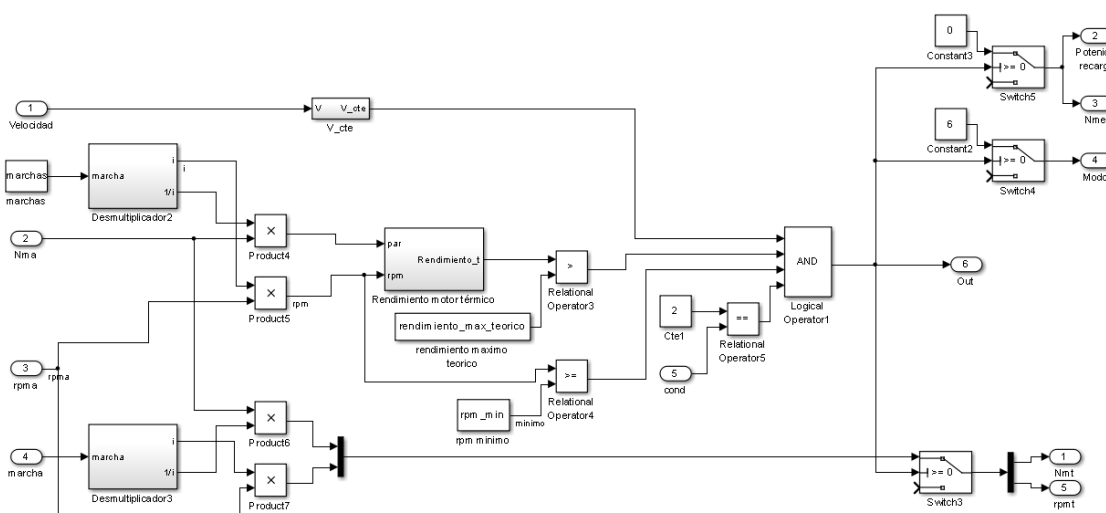 0
Constant3
>= 0
Switch5
2
Potenic
recarg
3
Nme
1
Velocidad
V V_cte
V_cte
6
Constant2
>= 0
Switch4
4
Modo
marchas
marchas
marcha
i
1/i
Desmultiplicador2
i
2
Nma
×
Product4
×
Product5
rpm
par
rpm
Rendimiento_t
Rendimiento motor térmico
>
Relational
Operator3
rendimiento_max_teorico
rendimiento maximo
teorico
AND
Logical
Operator1
6
Out
2
Cte1
==
Relational
Operator5
5
cond
3
rpma
rpma
>=
Relational
Operator4
rpm_min
rpm minimo
minimo
4
marcha
marcha
i
1/i
Desmultiplicador3
×
Product6
×
Product7
>= 0
Switch3
1
Nmt
5
rpmt